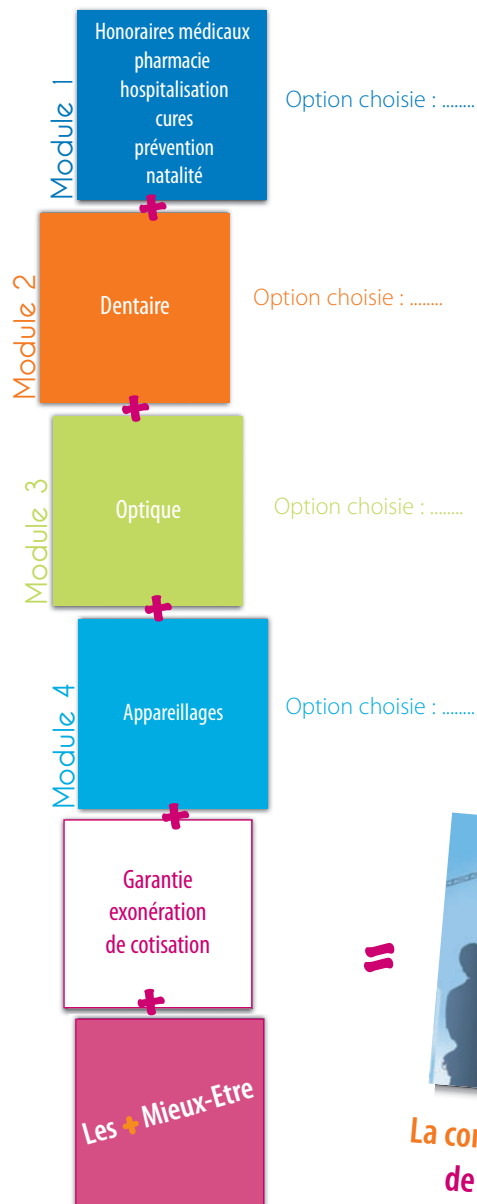 Module 1
Honoraires médicaux
pharmacie
hospitalisation
cures
prévention
natalité
Option choisie : ........
+
Module 2
Dentaire
Option choisie : ........
+
Module 3
Optique
Option choisie : ........
+
Module 4
Appareillages
Option choisie : ........
+
Garantie
exonération
de cotisation
=
+
Les + Mieux-Etre
La
de